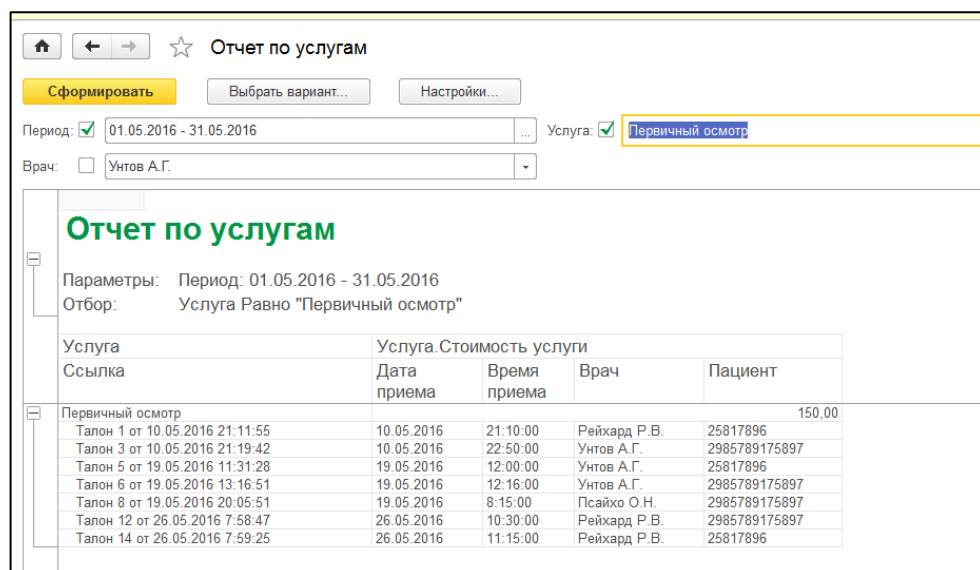 Отчет по услугам
Сформировать Выбрать вариант... Настройки...
Период: 01.05.2016 - 31.05.2016 ... Услуга: Первичный осмотр
Врач: Унтов А.Г.
Отчет по услугам
Параметры: Период: 01.05.2016 - 31.05.2016
Отбор: Услуга Равно "Первичный осмотр"
Услуга Услуга.Стоимость услуги
Ссылка Дата приема Время приема Врач Пациент
Первичный осмотр 150,00
Талон 1 от 10.05.2016 21:11:55 10.05.2016 21:10:00 Рейхард Р.В. 25817896
Талон 3 от 10.05.2016 21:19:42 10.05.2016 22:50:00 Унтов А.Г. 2985789175897
Талон 5 от 19.05.2016 11:31:28 19.05.2016 12:00:00 Унтов А.Г. 25817896
Талон 6 от 19.05.2016 13:16:51 19.05.2016 12:16:00 Унтов А.Г. 2985789175897
Талон 8 от 19.05.2016 20:05:51 19.05.2016 8:15:00 Псайхо О.Н. 2985789175897
Талон 12 от 26.05.2016 7:58:47 26.05.2016 10:30:00 Рейхард Р.В. 2985789175897
Талон 14 от 26.05.2016 7:59:25 26.05.2016 11:15:00 Рейхард Р.В. 25817896